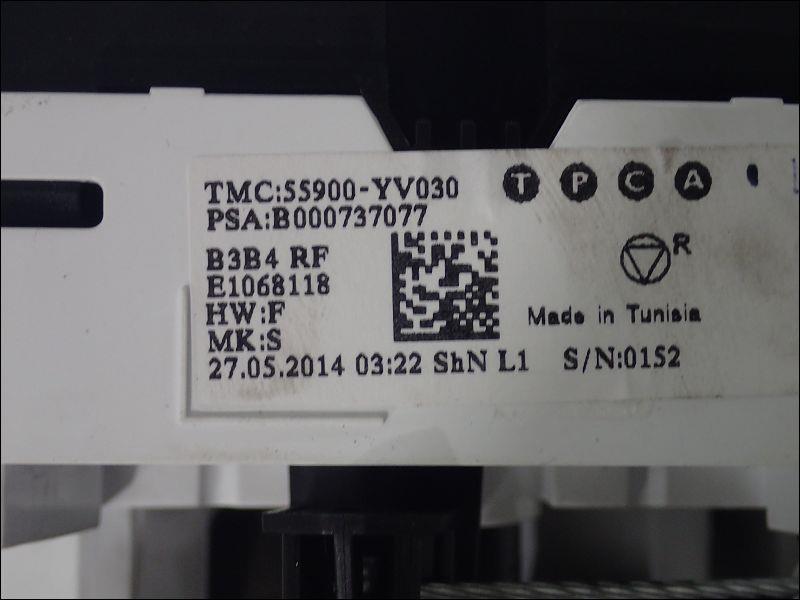 TMC:55900-YV030 T P C A
PSA:B000737077
B3B4 RF
E1068118
HW:F
MK:S
R
Made in Tunisia
27.05.2014 03:22 ShN L1 S/N:0152